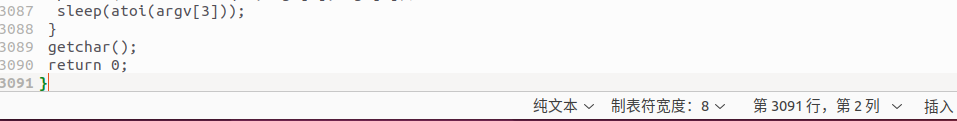 3087 sleep(atoi(argv[3]));
3088 }
3089 getchar();
3090 return 0;
3091 }
纯文本 制表符宽度：8 第 3091 行，第 2 列 插入